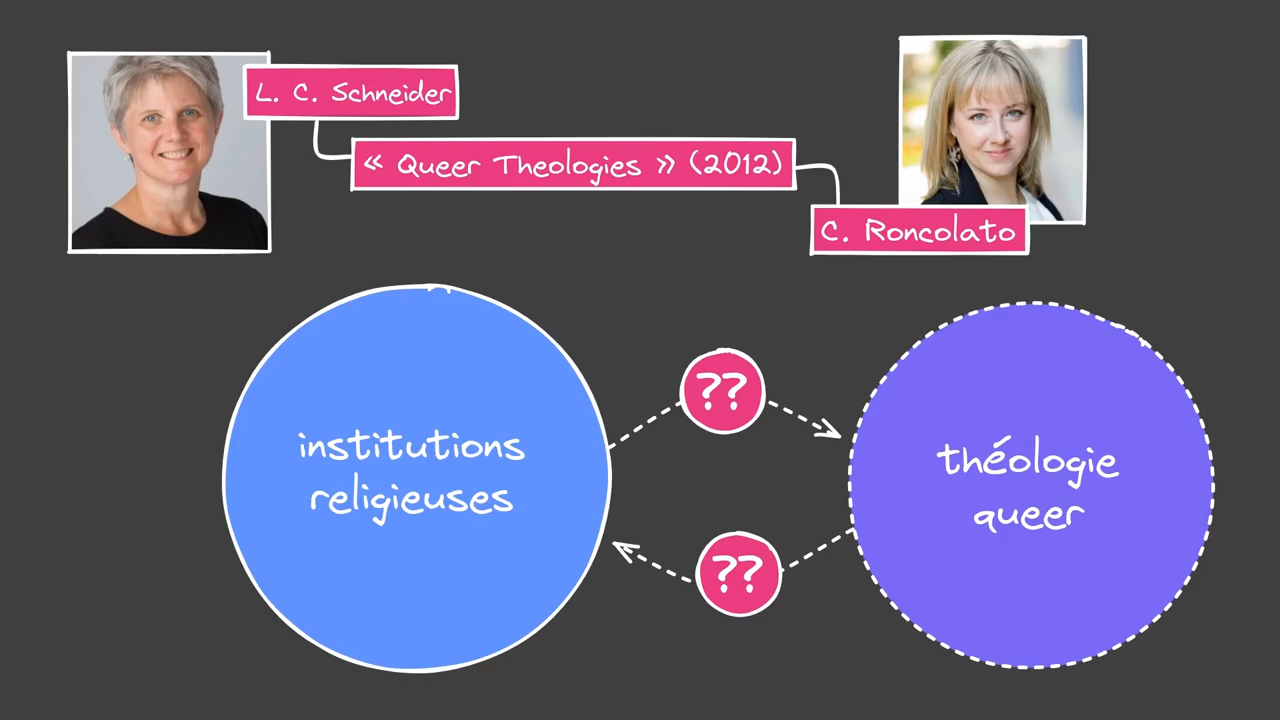 L. C. Schneider
« Queer Theologies » (2012)
C. Roncolato
institutions
religieuses
??
??
théologie
queer